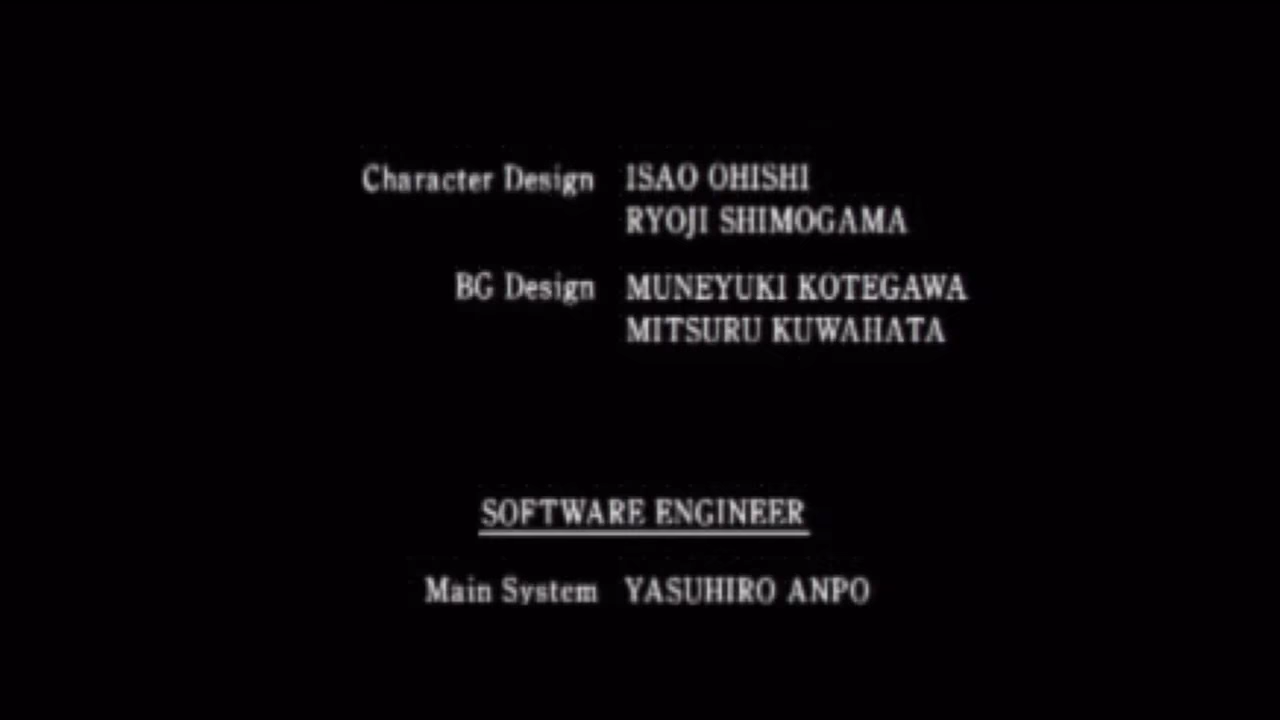 Character Design ISAO OHISHI
RYOJI SHIMOGAMA
BG Design MUNEYUKI KOTEGAWA
MITSURU KUWAHATA
SOFTWARE ENGINEER
Main System YASUHIRO ANPO